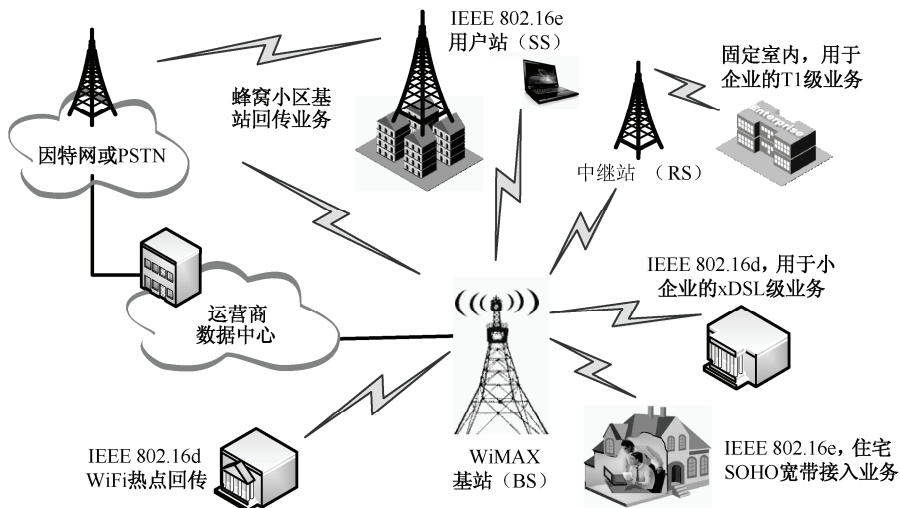 IEEE 802.16e
用户站（SS）
固定室内，用于
企业的T1级业务
蜂窝小区基
站回传业务
Enterprise
因特网或PSTN
中继站 （RS）
IEEE 802.16d，用于小
企业的xDSL级业务
运营商
数据中心
IEEE 802.16d
WiFi热点回传
WiMAX
基站（BS）
IEEE 802.16e，住宅
SOHO宽带接入业务